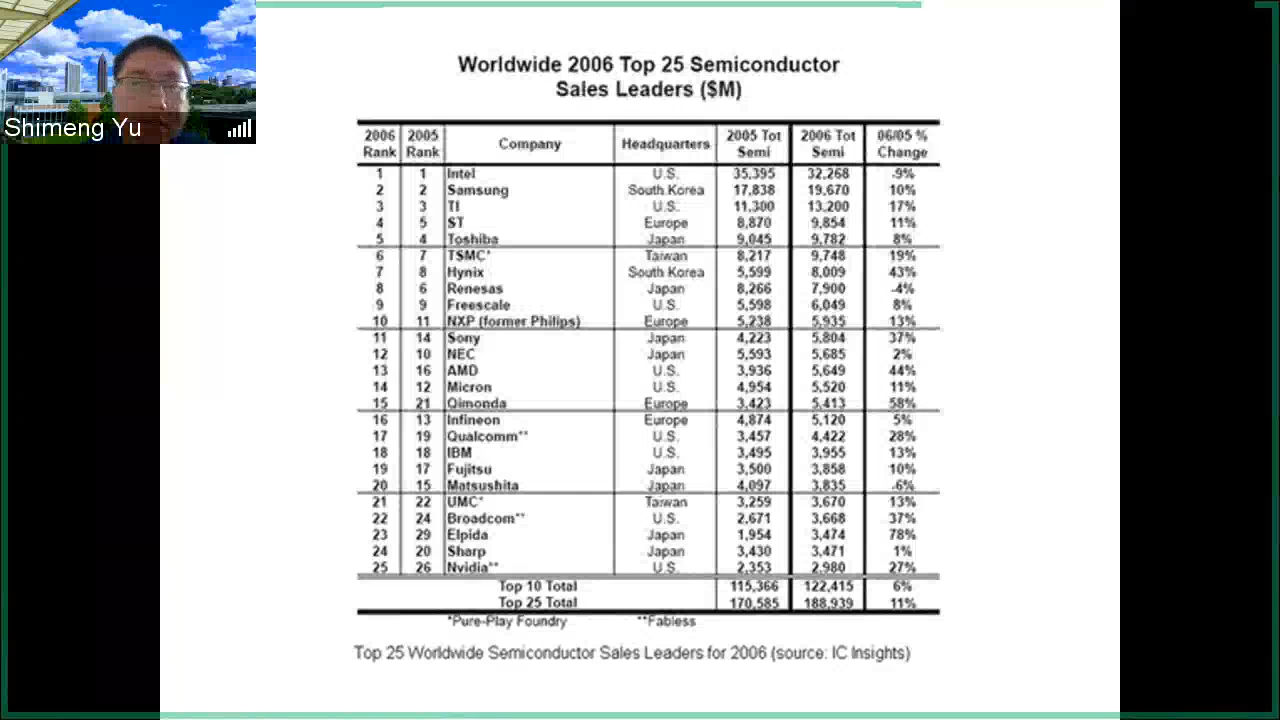 Shimeng Yu
Worldwide 2006 Top 25 Semiconductor
Sales Leaders ($M)
2006 Rank 2005 Rank Company Headquarters 2005 Tot Semi 2006 Tot Semi 06/05 % Change
1 1 Intel U.S. 35,395 32,268 -9%
2 2 Samsung South Korea 17,838 19,670 10%
3 3 TI U.S. 11,300 13,200 17%
4 5 ST Europe 8,870 9,854 11%
5 4 Toshiba Japan 9,045 9,782 8%
6 7 TSMC* Taiwan 8,217 9,748 19%
7 8 Hynix South Korea 5,599 8,009 43%
8 6 Renesas Japan 8,266 7,900 -4%
9 9 Freescale U.S. 5,598 6,049 8%
10 11 NXP (former Philips) Europe 5,238 5,935 13%
11 14 Sony Japan 4,223 5,804 37%
12 10 NEC Japan 5,593 5,685 2%
13 16 AMD U.S. 3,936 5,649 44%
14 12 Micron U.S. 4,954 5,520 11%
15 21 Qimonda Europe 3,423 5,413 58%
16 13 Infineon Europe 4,874 5,120 5%
17 19 Qualcomm** U.S. 3,457 4,422 28%
18 18 IBM U.S. 3,495 3,955 13%
19 17 Fujitsu Japan 3,500 3,858 10%
20 15 Matsushita Japan 4,097 3,835 -6%
21 22 UMC* Taiwan 3,259 3,670 13%
22 24 Broadcom** U.S. 2,671 3,668 37%
23 29 Elpida Japan 1,954 3,474 78%
24 20 Sharp Japan 3,430 3,471 1%
25 26 Nvidia** U.S. 2,353 2,980 27%
Top 10 Total 115,366 122,415 6%
Top 25 Total 170,585 188,939 11%
*Pure-Play Foundry **Fabless
Top 25 Worldwide Semiconductor Sales Leaders for 2006 (source: IC Insights)